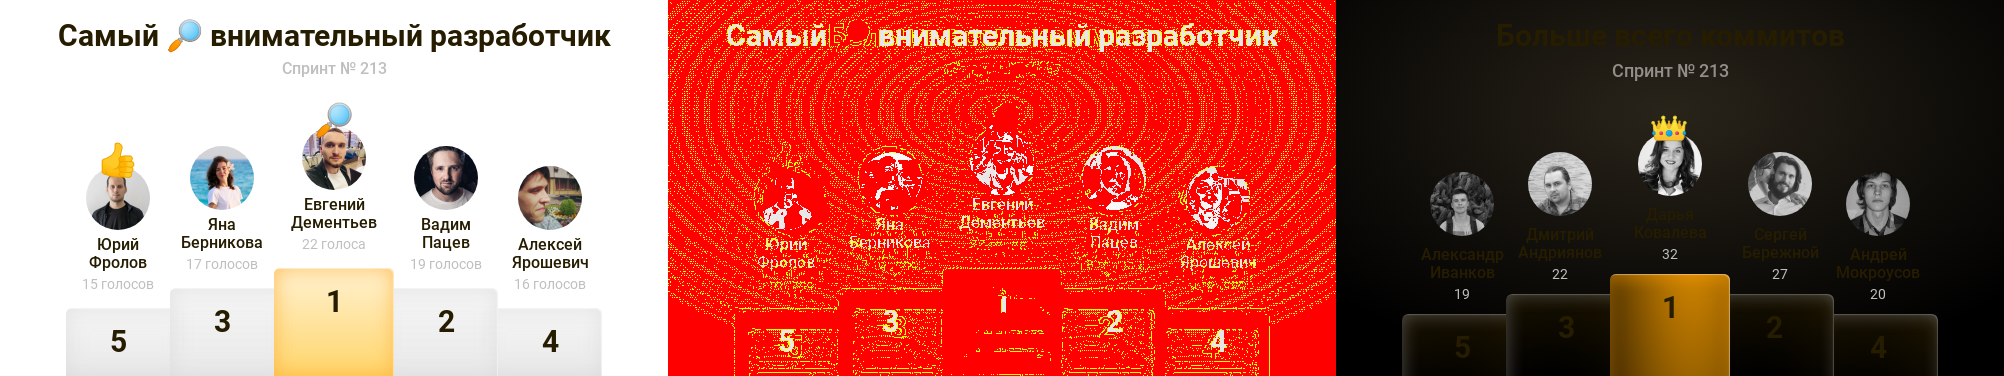 Самый 🔎 внимательный разработчик
Спринт № 213
Евгений
Дементьев
22 голоса
Яна
Берникова
17 голосов
Вадим
Пацев
19 голосов
Юрий
Фролов
15 голосов
Алексей
Ярошевич
16 голосов
1
3
2
5
4
Самый внимательный разработчик
Евгений
Дементьев
Яна
Берникова
Вадим
Пацев
Юрий
Фролов
Алексей
Ярошевич
1
3
2
5
4
Больше всего коммитов
Спринт № 213
Дарья
Ковалева
32
Дмитрий
Андриянов
22
Сергей
Бережной
27
Александр
Иванков
19
Андрей
Мокроусов
20
1
3
2
5
4